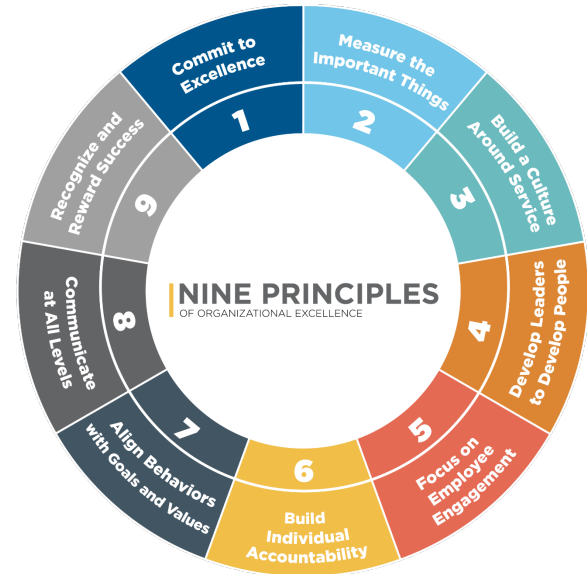 NINE PRINCIPLES
OF ORGANIZATIONAL EXCELLENCE
Commit to
Excellence
1
Measure the
Important Things
2
Build a Culture
Around Service
3
Develop Leaders
to Develop People
4
Focus on
Employee
Engagement
5
Build
Individual
Accountability
6
Align Behaviors
with Goals and Values
7
Communicate
at All Levels
8
Recognize and
Reward Success
9